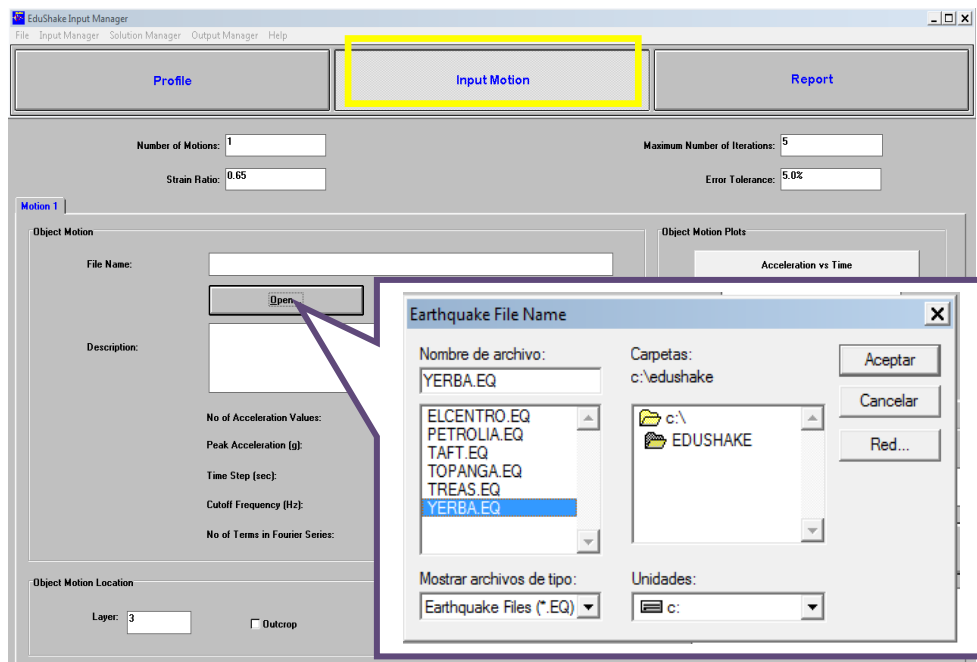 EduShake Input Manager
File Input Manager Solution Manager Output Manager Help
Profile
Input Motion
Report
Number of Motions: 1
Maximum Number of Iterations: 5
Strain Ratio: 0.65
Error Tolerance: 5.0%
Motion 1
Object Motion
Object Motion Plots
File Name:
Acceleration vs Time
Open
Description:
No of Acceleration Values:
Peak Acceleration (g):
Time Step (sec):
Cutoff Frequency (Hz):
No of Terms in Fourier Series:
Object Motion Location
Layer: 3
Outcrop
Earthquake File Name
Nombre de archivo:
Carpetas:
Aceptar
YERBA.EQ
c:\edushake
Cancelar
ELCENTRO.EQ
PETROLIA.EQ
TAFT.EQ
TOPANGA.EQ
TREAS.EQ
YERBA.EQ
c:\
EDUSHAKE
Red...
Mostrar archivos de tipo:
Unidades:
Earthquake Files (*.EQ)
c: